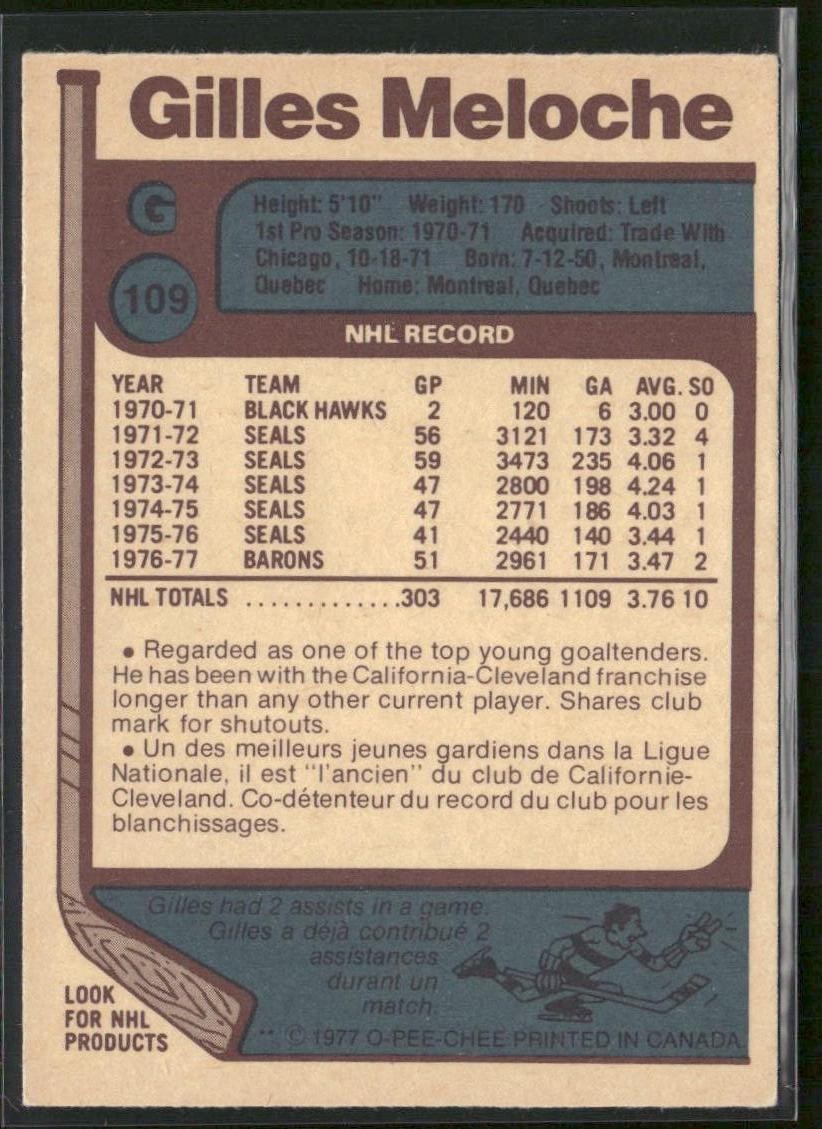 Gilles Meloche
G
109
Height: 5'10" Weight: 170 Shoots: Left
1st Pro Season: 1970-71 Acquired: Trade With
Chicago, 10-18-71 Born: 7-12-50, Montreal,
Quebec Home: Montreal, Quebec
NHL RECORD
YEAR TEAM GP MIN GA AVG. SO
1970-71 BLACK HAWKS 2 120 6 3.00 0
1971-72 SEALS 56 3121 173 3.32 4
1972-73 SEALS 59 3473 235 4.06 1
1973-74 SEALS 47 2800 198 4.24 1
1974-75 SEALS 47 2771 186 4.03 1
1975-76 SEALS 41 2440 140 3.44 1
1976-77 BARONS 51 2961 171 3.47 2
NHL TOTALS .............303 17,686 1109 3.76 10
• Regarded as one of the top young goaltenders.
He has been with the California-Cleveland franchise
longer than any other current player. Shares club
mark for shutouts.
• Un des meilleurs jeunes gardiens dans la Ligue
Nationale, il est "l'ancien" du club de Californie-
Cleveland. Co-détenteur du record du club pour les
blanchissages.
Gilles had 2 assists in a game.
Gilles a déjà contribué 2
assistances
durant un
match.
LOOK
FOR NHL
PRODUCTS
** © 1977 O-PEE-CHEE PRINTED IN CANADA